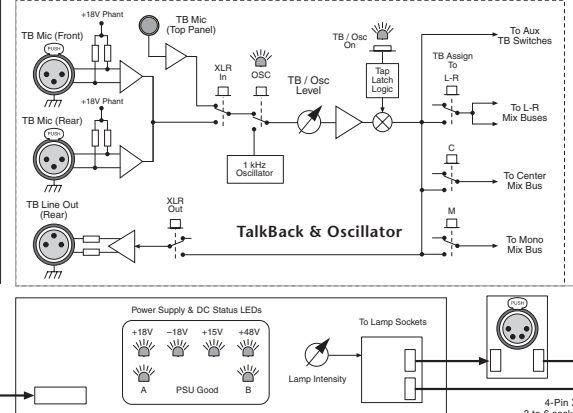 +18V Phant
TB Mic (Front)
PUSH
TB Mic
(Top Panel)
XLR
In
OSC
TB / Osc
Level
TB / Osc
On
Tap
Latch
Logic
TB Assign
To
L-R
To Aux
TB Switches
To L-R
Mix Buses
+18V Phant
TB Mic (Rear)
PUSH
1 kHz
Oscillator
C
To Center
Mix Bus
TB Line Out
(Rear)
XLR
Out
TalkBack & Oscillator
M
To Mono
Mix Bus
Power Supply & DC Status LEDs
+18V –18V +15V +48V
A PSU Good B
Lamp Intensity
To Lamp Sockets
PUSH
4-Pin